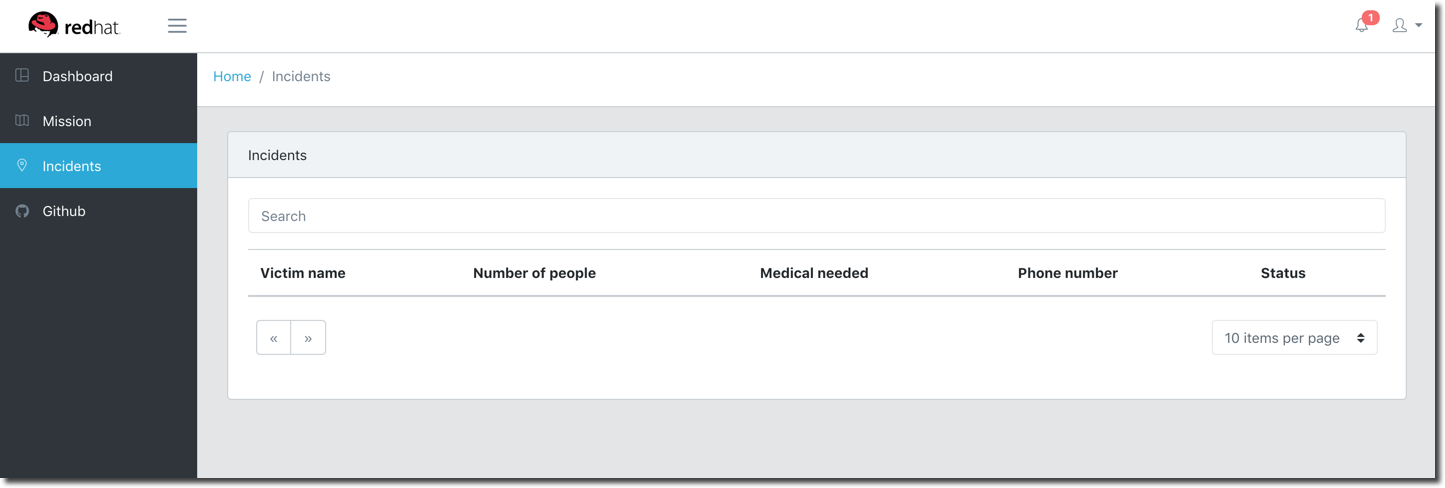 redhat.
1
Dashboard
Mission
Incidents
Github
Home / Incidents
Incidents
Search
Victim name Number of people Medical needed Phone number Status
« »
10 items per page